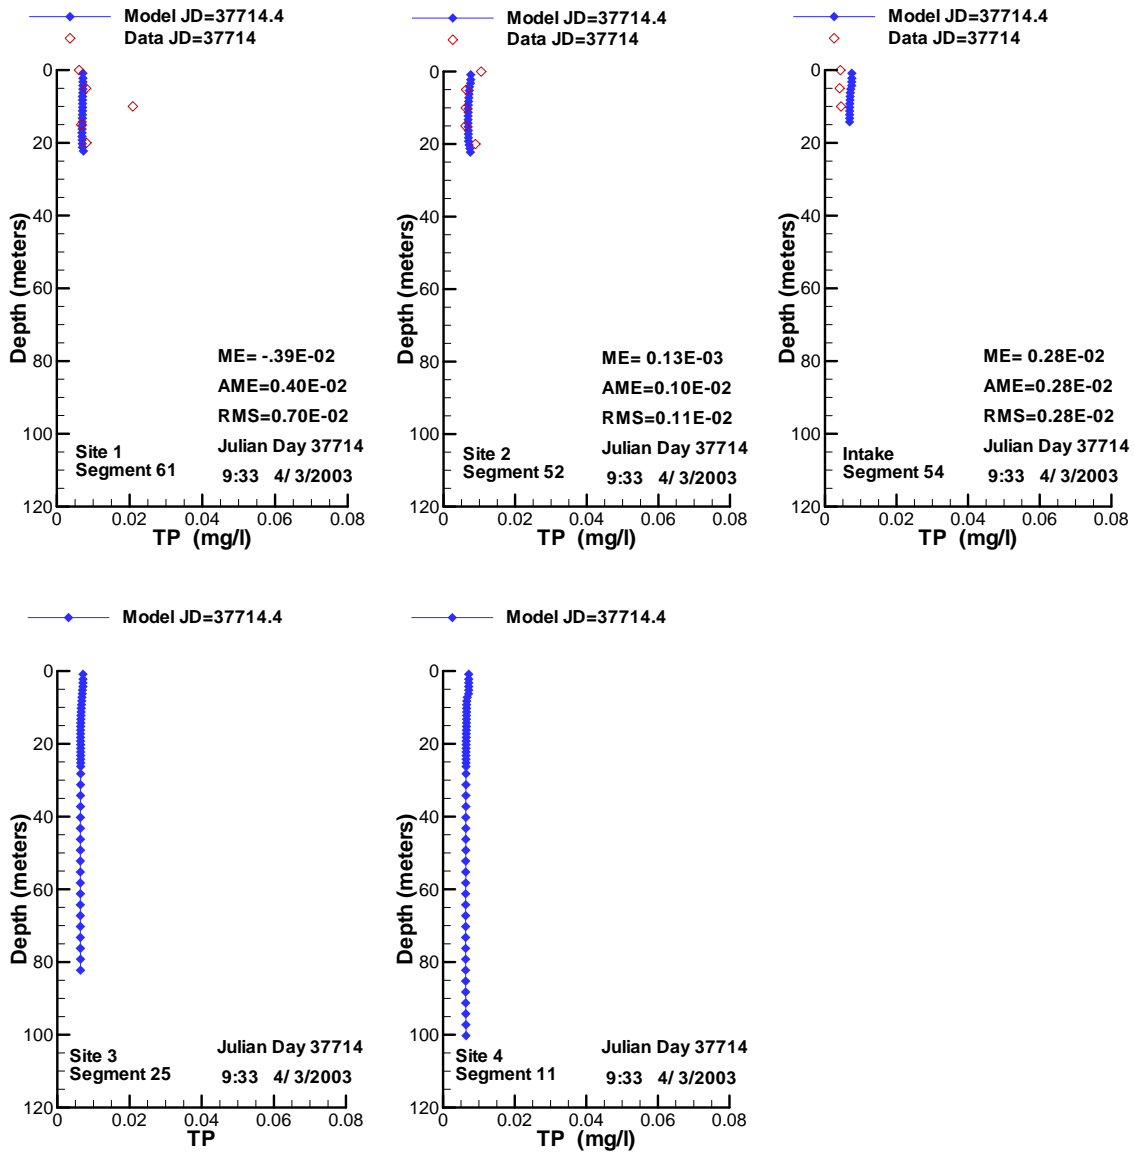 Model JD=37714.4
Data JD=37714
0
20
40
60
80
100
120
Depth (meters)
ME= -.39E-02
AME=0.40E-02
RMS=0.70E-02
Site 1
Segment 61
Julian Day 37714
9:33 4/ 3/2003
0 0.02 0.04 0.06 0.08
TP (mg/l)
Model JD=37714.4
Data JD=37714
0
20
40
60
80
100
120
Depth (meters)
ME= 0.13E-03
AME=0.10E-02
RMS=0.11E-02
Site 2
Segment 52
Julian Day 37714
9:33 4/ 3/2003
0 0.02 0.04 0.06 0.08
TP (mg/l)
Model JD=37714.4
Data JD=37714
0
20
40
60
80
100
120
Depth (meters)
ME= 0.28E-02
AME=0.28E-02
RMS=0.28E-02
Intake
Segment 54
Julian Day 37714
9:33 4/ 3/2003
0 0.02 0.04 0.06 0.08
TP (mg/l)
Model JD=37714.4
0
20
40
60
80
100
120
Depth (meters)
Site 3
Segment 25
Julian Day 37714
9:33 4/ 3/2003
0 0.02 0.04 0.06 0.08
TP
Model JD=37714.4
0
20
40
60
80
100
120
Depth (meters)
Site 4
Segment 11
Julian Day 37714
9:33 4/ 3/2003
0 0.02 0.04 0.06 0.08
TP (mg/l)